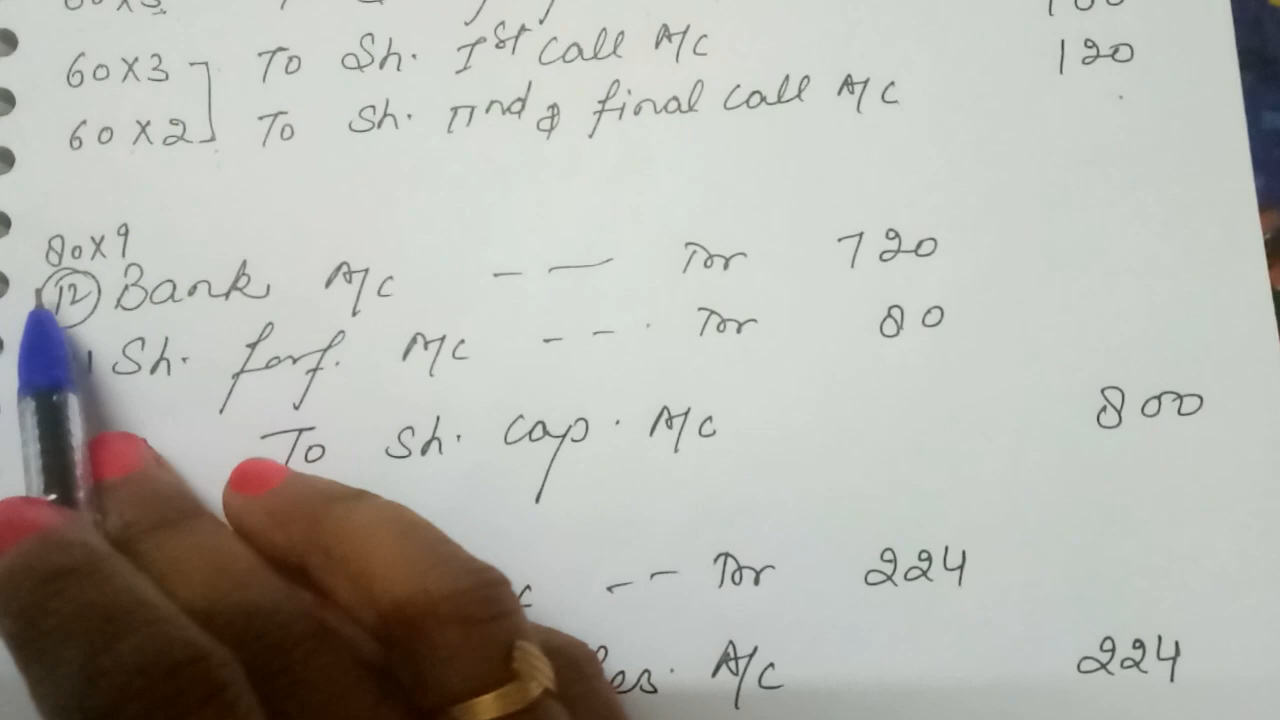 60x3 To Sh. Ist call A/c 120
60x2 To Sh. IInd & final call A/c
80x9
12 Bank A/c --- Dr 720
Sh. forf. A/c --- Dr 80
To Sh. cap. A/c 800
-- Dr 224
Res. A/c 224